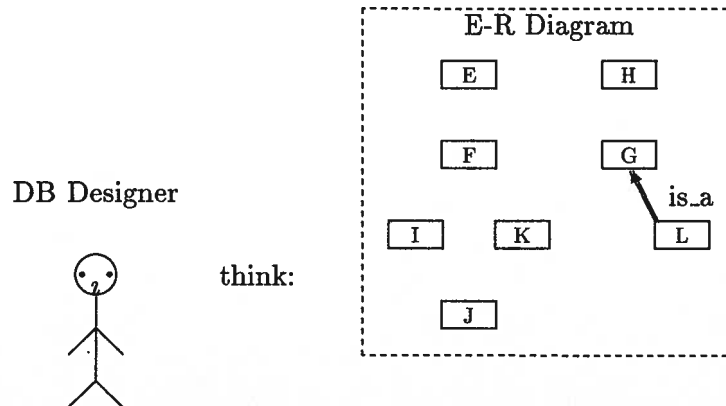 E-R Diagram
E H
F G
DB Designer
is_a
I K L
think:
J